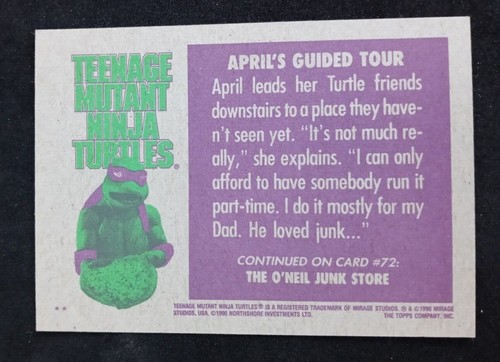 TEENAGE
MUTANT
NINJA
TURTLES®
APRIL'S GUIDED TOUR
April leads her Turtle friends
downstairs to a place they have-
n't seen yet. "It's not much re-
ally," she explains. "I can only
afford to have somebody run it
part-time. I do it mostly for my
Dad. He loved junk..."
CONTINUED ON CARD #72:
THE O'NEIL JUNK STORE
**
TEENAGE MUTANT NINJA TURTLES® IS A REGISTERED TRADEMARK OF MIRAGE STUDIOS. ® & ©1990 MIRAGE
STUDIOS, USA. ©1990 NORTHSHORE INVESTMENTS LTD. THE TOPPS COMPANY, INC.